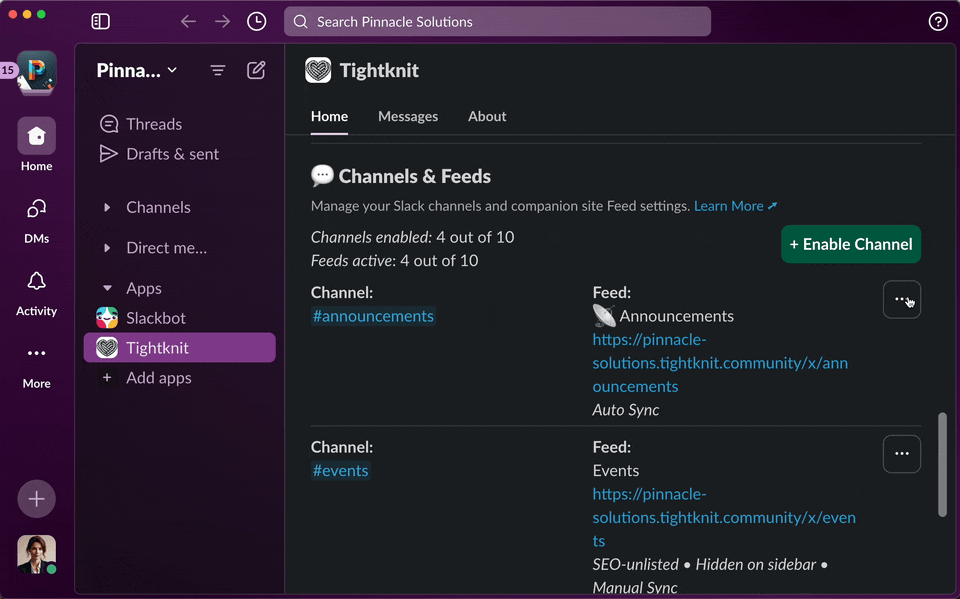 Search Pinnacle Solutions
15
P
Pinna...
Tightknit
Home
Messages
About
Threads
Drafts & sent
Home
Channels
Direct me...
DMs
Apps
Slackbot
Activity
Tightknit
Add apps
More
Channels & Feeds
Manage your Slack channels and companion site Feed settings. Learn More
Channels enabled: 4 out of 10
Feeds active: 4 out of 10
+ Enable Channel
Channel:
#announcements
Feed:
Announcements
https://pinnacle-
solutions.tightknit.community/x/ann
ouncements
Auto Sync
Channel:
#events
Feed:
Events
https://pinnacle-
solutions.tightknit.community/x/even
ts
SEO-unlisted • Hidden on sidebar •
Manual Sync